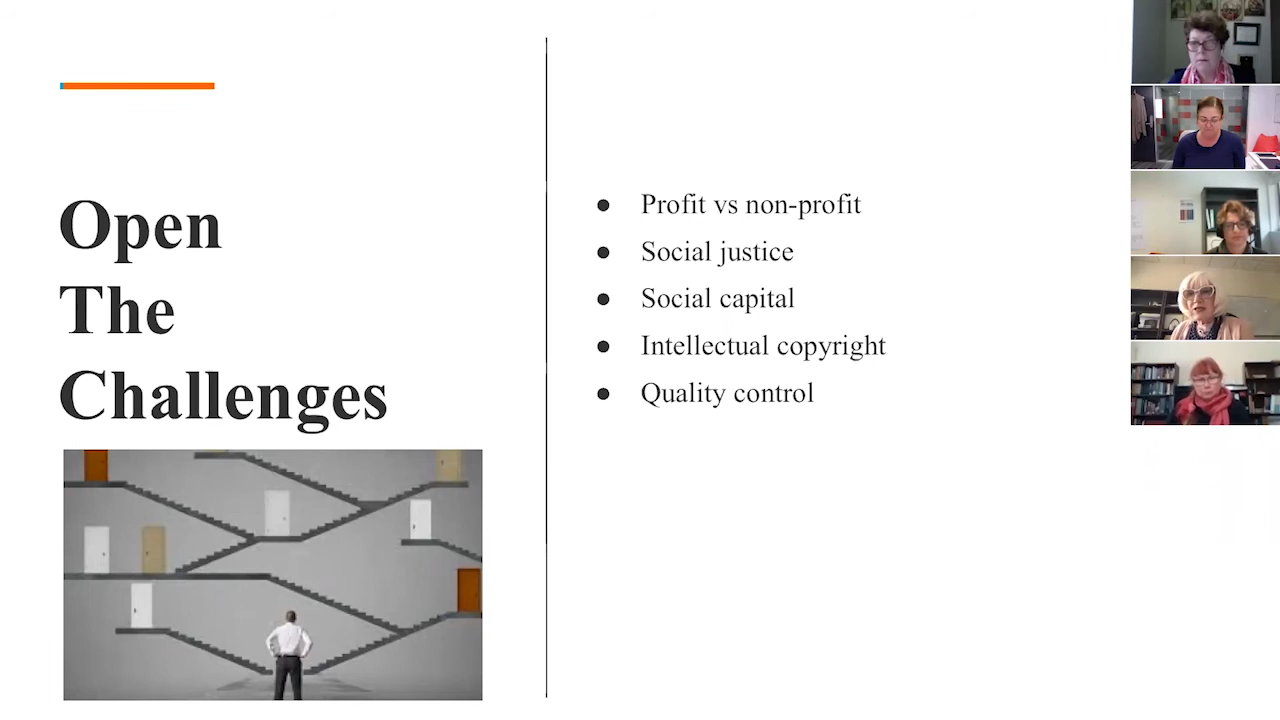 Open
The
Challenges
● Profit vs non-profit
● Social justice
● Social capital
● Intellectual copyright
● Quality control